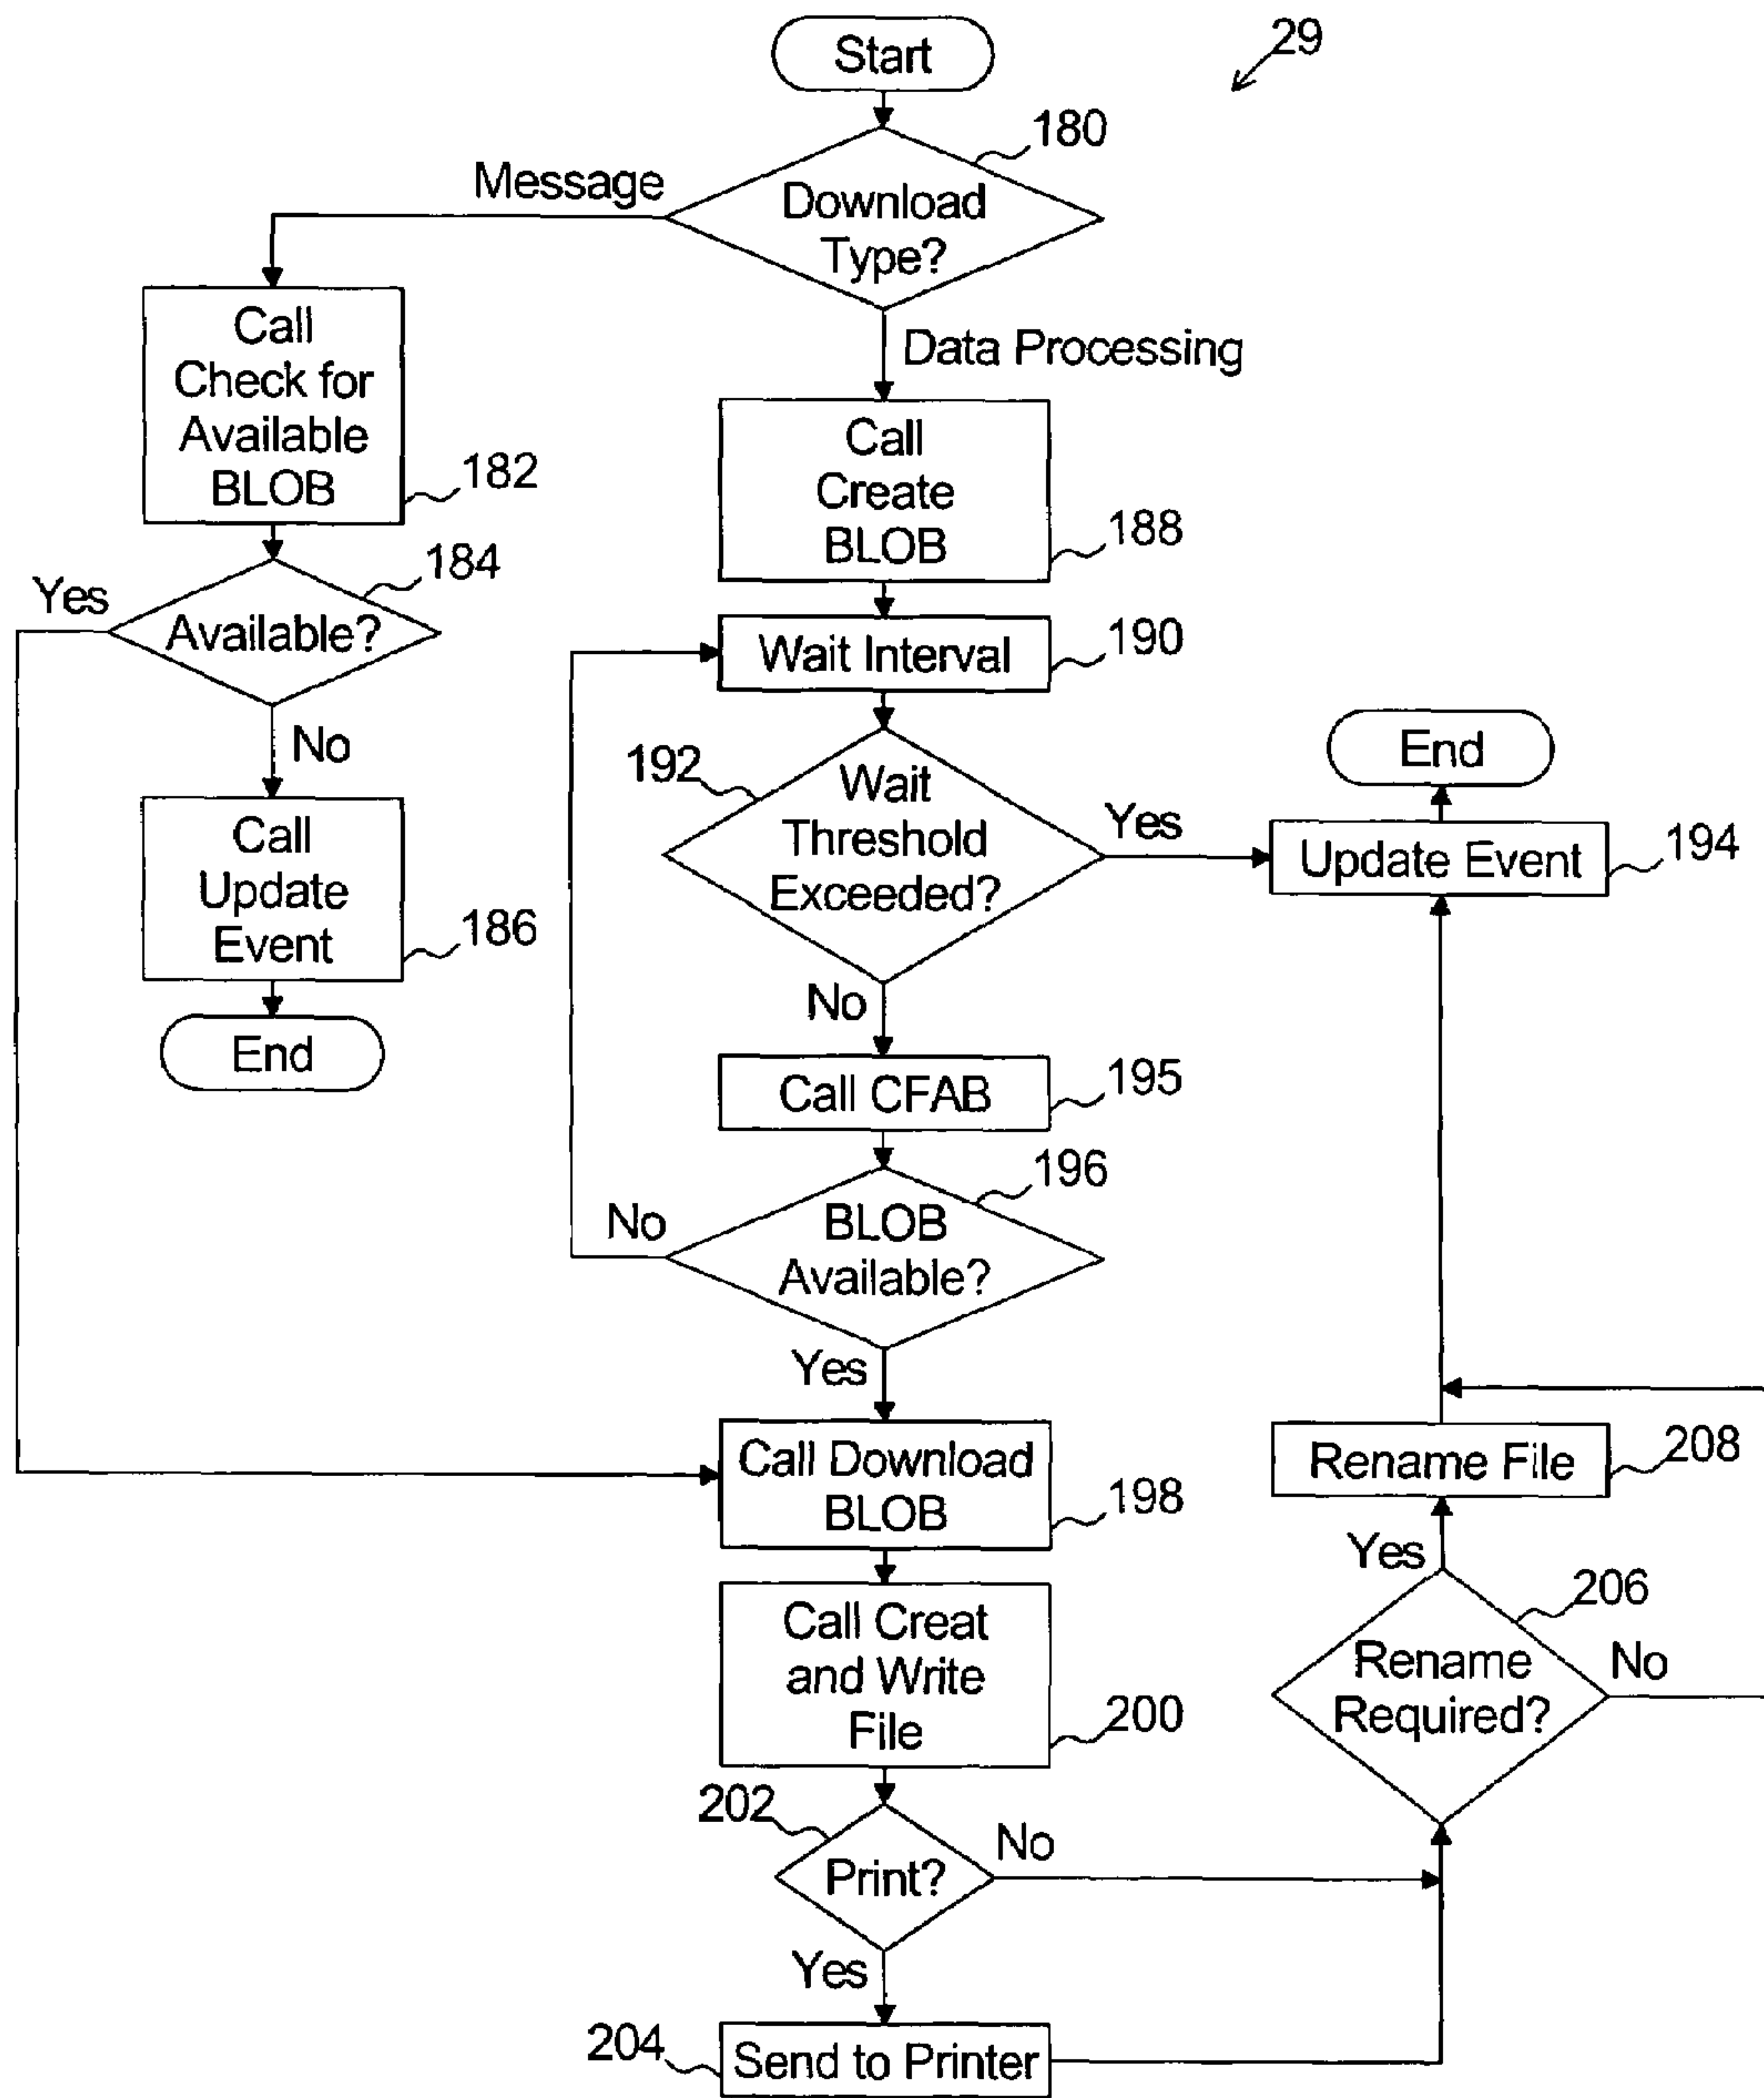 Start
29
180
Message
Download
Type?
Data Processing
Call
Check for
Available
BLOB
182
Call
Create
BLOB
188
184
Yes
Available?
No
Wait Interval
190
192
Wait
Threshold
Exceeded?
Yes
No
End
Update Event
194
Call
Update
Event
186
End
Call CFAB
195
196
BLOB
Available?
No
Yes
Call Download
BLOB
198
Call Creat
and Write
File
200
202
Print?
No
Yes
204
Send to Printer
Rename File
208
Yes
206
Rename
Required?
No